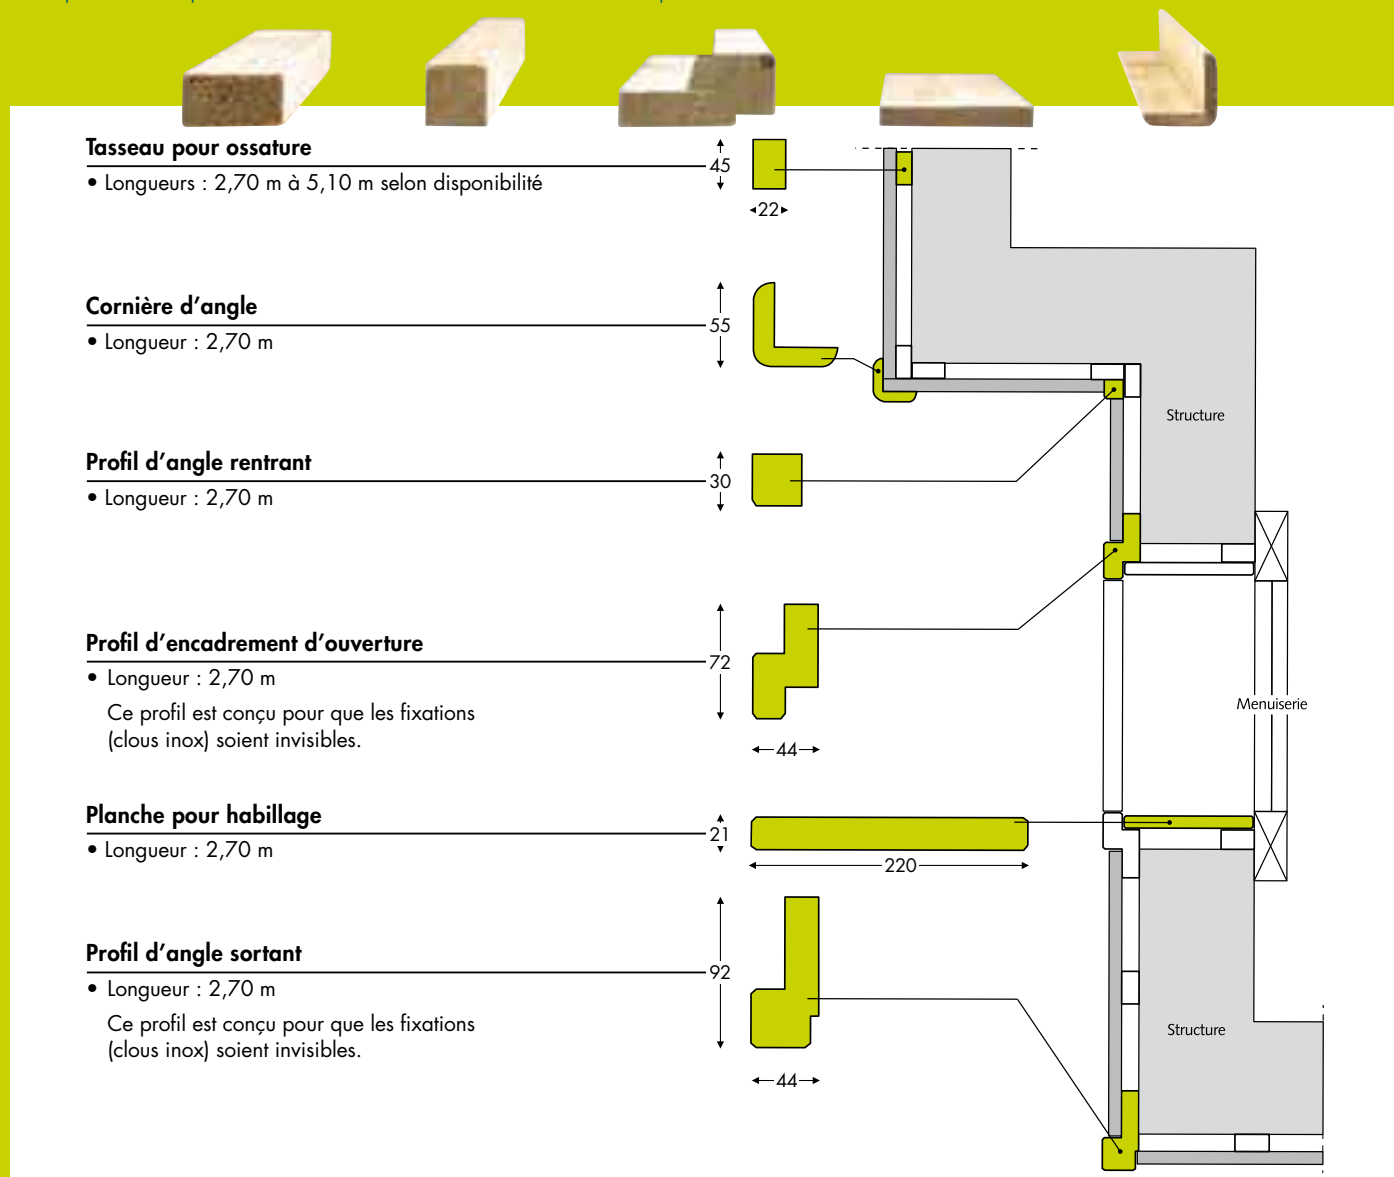 Tasseau pour ossature
• Longueurs : 2,70 m à 5,10 m selon disponibilité
45
22
Cornière d'angle
• Longueur : 2,70 m
55
Structure
Profil d'angle rentrant
• Longueur : 2,70 m
30
Profil d'encadrement d'ouverture
• Longueur : 2,70 m
Ce profil est conçu pour que les fixations
(clous inox) soient invisibles.
72
44
Menuiserie
Planche pour habillage
• Longueur : 2,70 m
21
220
Profil d'angle sortant
• Longueur : 2,70 m
Ce profil est conçu pour que les fixations
(clous inox) soient invisibles.
92
44
Structure